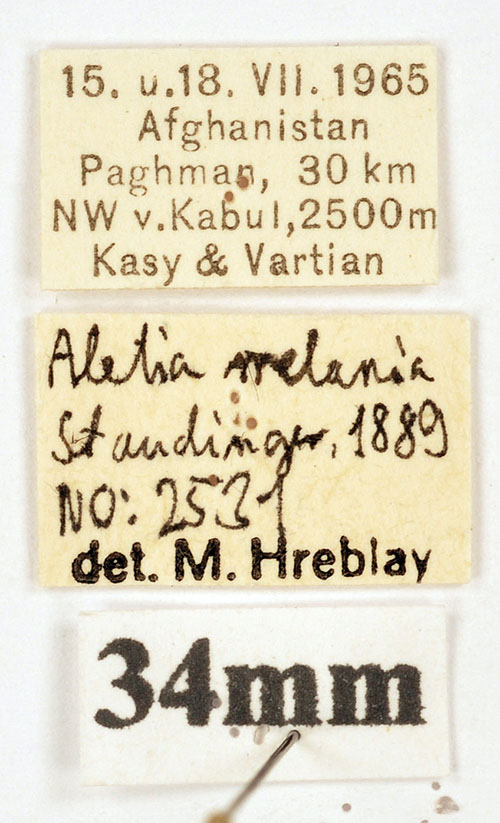 15. u.18. VII. 1965
Afghanistan
Paghman, 30 km
NW v.Kabul,2500m
Kasy & Vartian
Aletia melania
Staudinger, 1889
NO: 2531
det. M. Hreblay
34mm